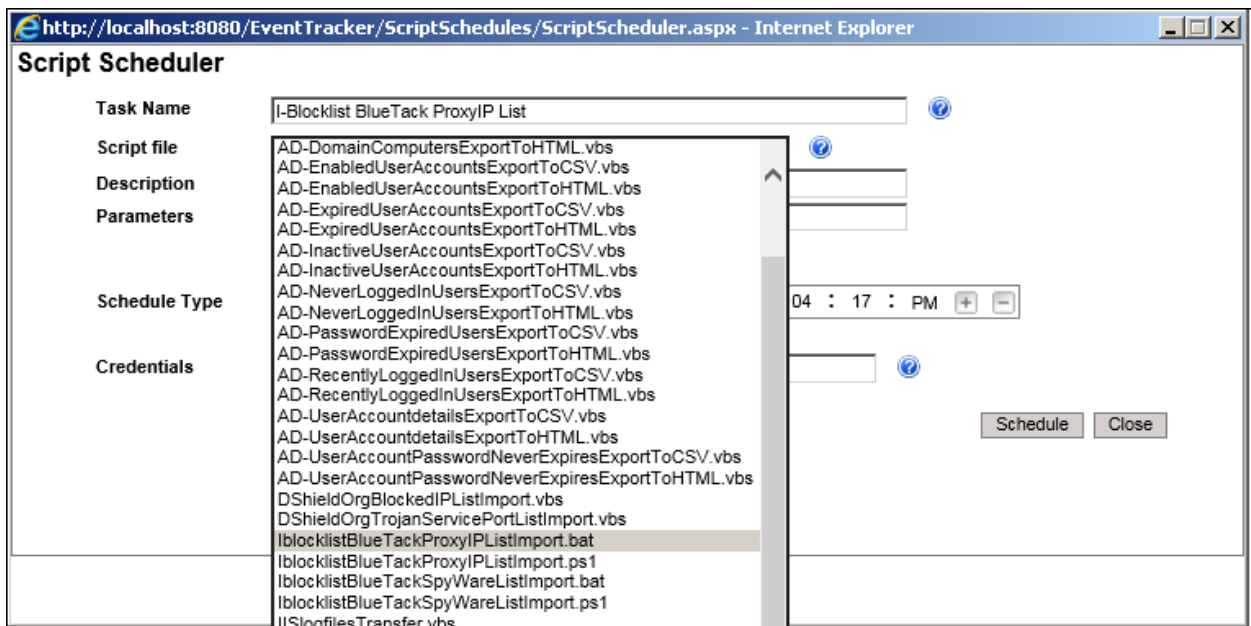 http://localhost:8080/EventTracker/ScriptSchedules/ScriptScheduler.aspx - Internet Explorer
Script Scheduler
Task Name
I-Blocklist BlueTack ProxyIP List
Script file
AD-DomainComputersExportToHTML.vbs
AD-EnabledUserAccountsExportToCSV.vbs
Description
AD-EnabledUserAccountsExportToHTML.vbs
AD-ExpiredUserAccountsExportToCSV.vbs
Parameters
AD-ExpiredUserAccountsExportToHTML.vbs
AD-InactiveUserAccountsExportToCSV.vbs
AD-InactiveUserAccountsExportToHTML.vbs
AD-NeverLoggedInUsersExportToCSV.vbs
Schedule Type
04 : 17 : PM + -
AD-NeverLoggedInUsersExportToHTML.vbs
AD-PasswordExpiredUsersExportToCSV.vbs
AD-PasswordExpiredUsersExportToHTML.vbs
Credentials
AD-RecentlyLoggedInUsersExportToCSV.vbs
AD-RecentlyLoggedInUsersExportToHTML.vbs
AD-UserAccountdetailsExportToCSV.vbs
Schedule Close
AD-UserAccountdetailsExportToHTML.vbs
AD-UserAccountPasswordNeverExpiresExportToCSV.vbs
AD-UserAccountPasswordNeverExpiresExportToHTML.vbs
DShieldOrgBlockedIPListImport.vbs
DShieldOrgTrojanServicePortListImport.vbs
IblocklistBlueTackProxyIPListImport.bat
IblocklistBlueTackProxyIPListImport.ps1
IblocklistBlueTackSpyWareListImport.bat
IblocklistBlueTackSpyWareListImport.ps1
IISlogfilesTransfer.vbs